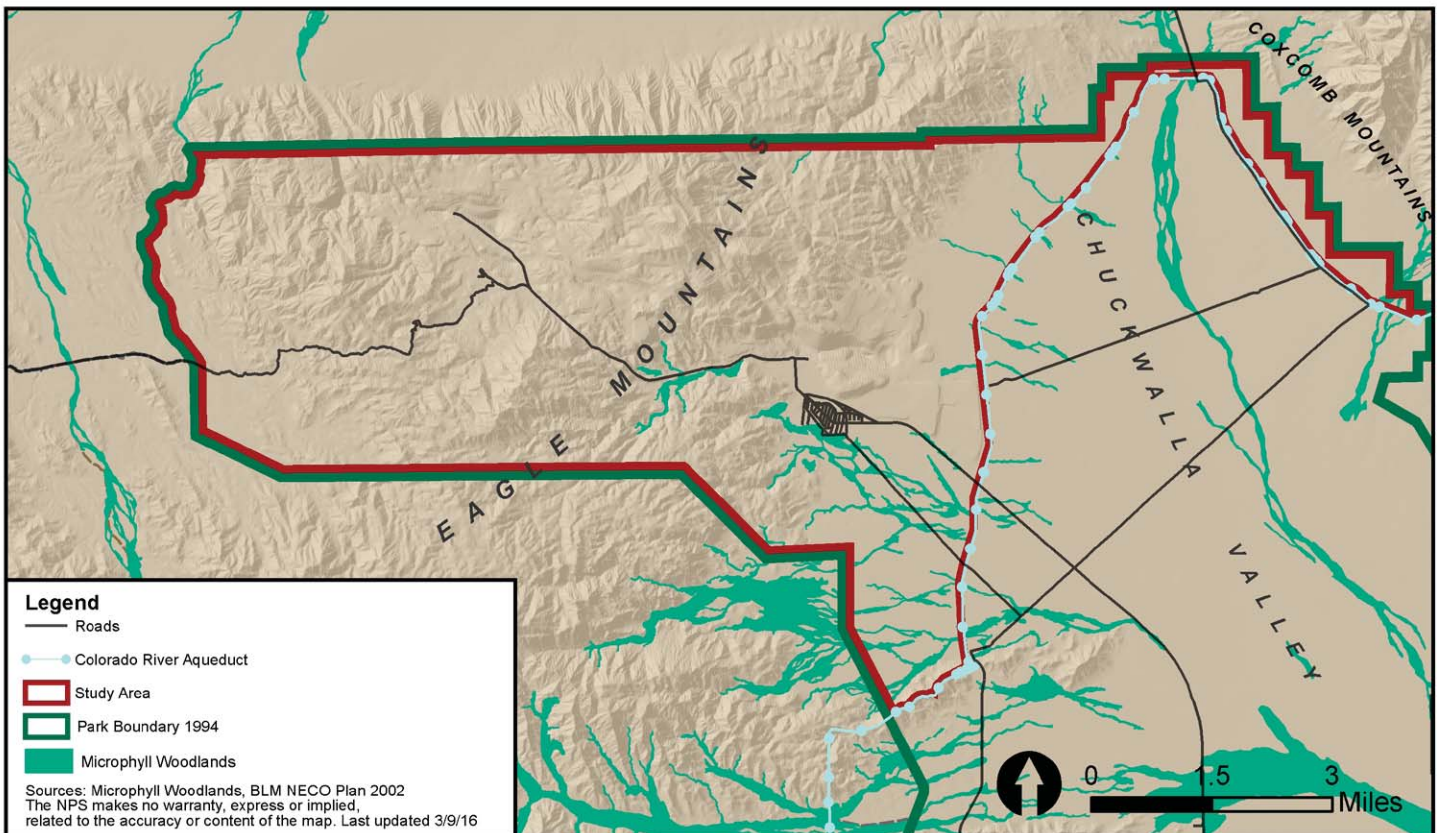 COXCOMB MOUNTAINS
EAGLE MOUNTAINS
CHUCKWALLA VALLEY
Legend
Roads
Colorado River Aqueduct
Study Area
Park Boundary 1994
Microphyll Woodlands
Sources: Microphyll Woodlands, BLM NECO Plan 2002
The NPS makes no warranty, express or implied,
related to the accuracy or content of the map. Last updated 3/9/16
0 1.5 3
Miles